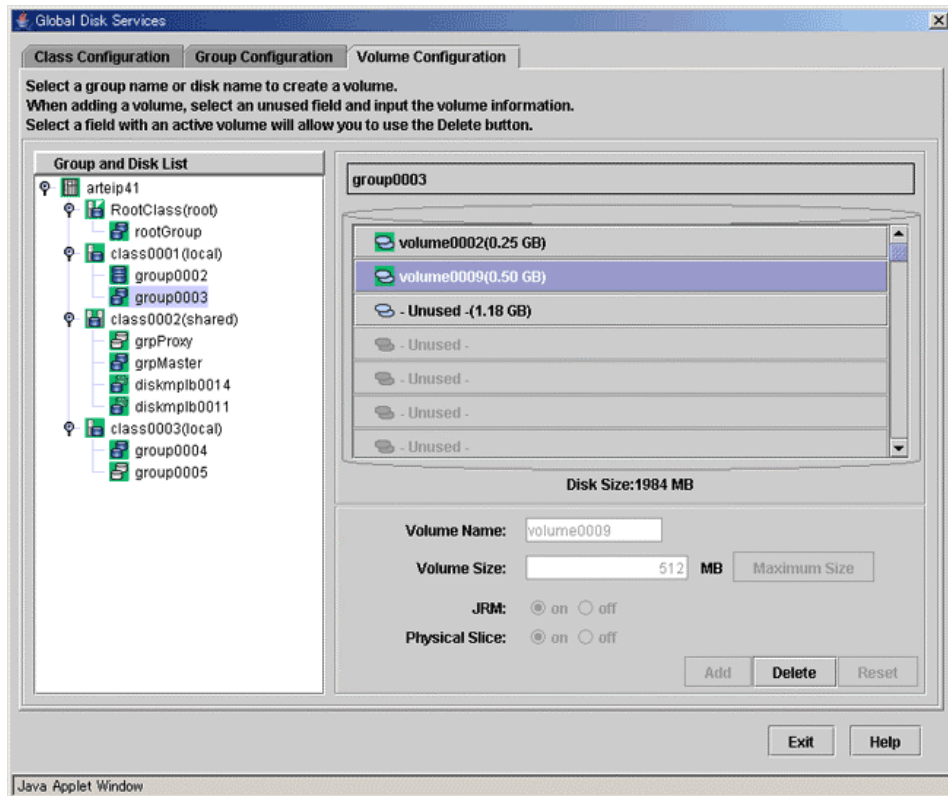 Global Disk Services
Class Configuration Group Configuration Volume Configuration
Select a group name or disk name to create a volume.
When adding a volume, select an unused field and input the volume information.
Select a field with an active volume will allow you to use the Delete button.
Group and Disk List
arteip41
RootClass(root)
rootGroup
class0001(local)
group0002
group0003
class0002(shared)
grpProxy
grpMaster
diskmplb0014
diskmplb0011
class0003(local)
group0004
group0005
group0003
volume0002(0.25 GB)
volume0009(0.50 GB)
- Unused -(1.18 GB)
- Unused -
- Unused -
- Unused -
- Unused -
Disk Size:1984 MB
Volume Name: volume0009
Volume Size: 512 MB Maximum Size
JRM: on off
Physical Slice: on off
Add Delete Reset
Exit Help
Java Applet Window